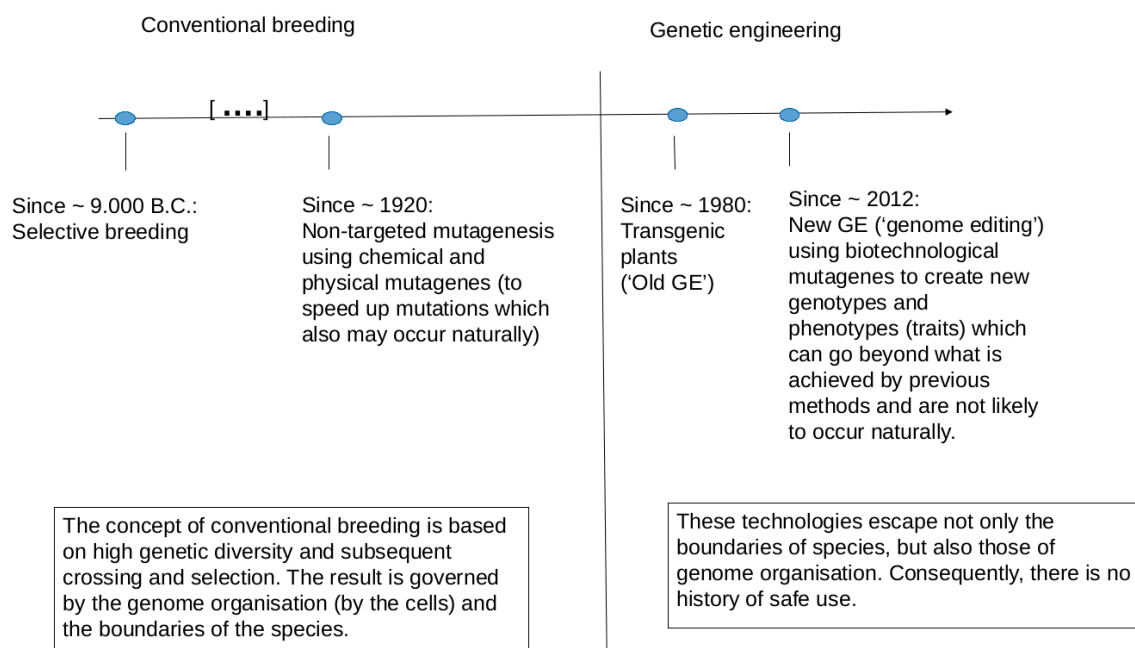 Conventional breeding
Genetic engineering
[ ....]
Since ~ 9.000 B.C.:
Selective breeding
Since ~ 1920:
Non-targeted mutagenesis
using chemical and
physical mutagenes (to
speed up mutations which
also may occur naturally)
Since ~ 1980:
Transgenic
plants
(‘Old GE’)
Since ~ 2012:
New GE (‘genome editing’)
using biotechnological
mutagenes to create new
genotypes and
phenotypes (traits) which
can go beyond what is
achieved by previous
methods and are not likely
to occur naturally.
The concept of conventional breeding is based
on high genetic diversity and subsequent
crossing and selection. The result is governed
by the genome organisation (by the cells) and
the boundaries of the species.
These technologies escape not only the
boundaries of species, but also those of
genome organisation. Consequently, there is no
history of safe use.